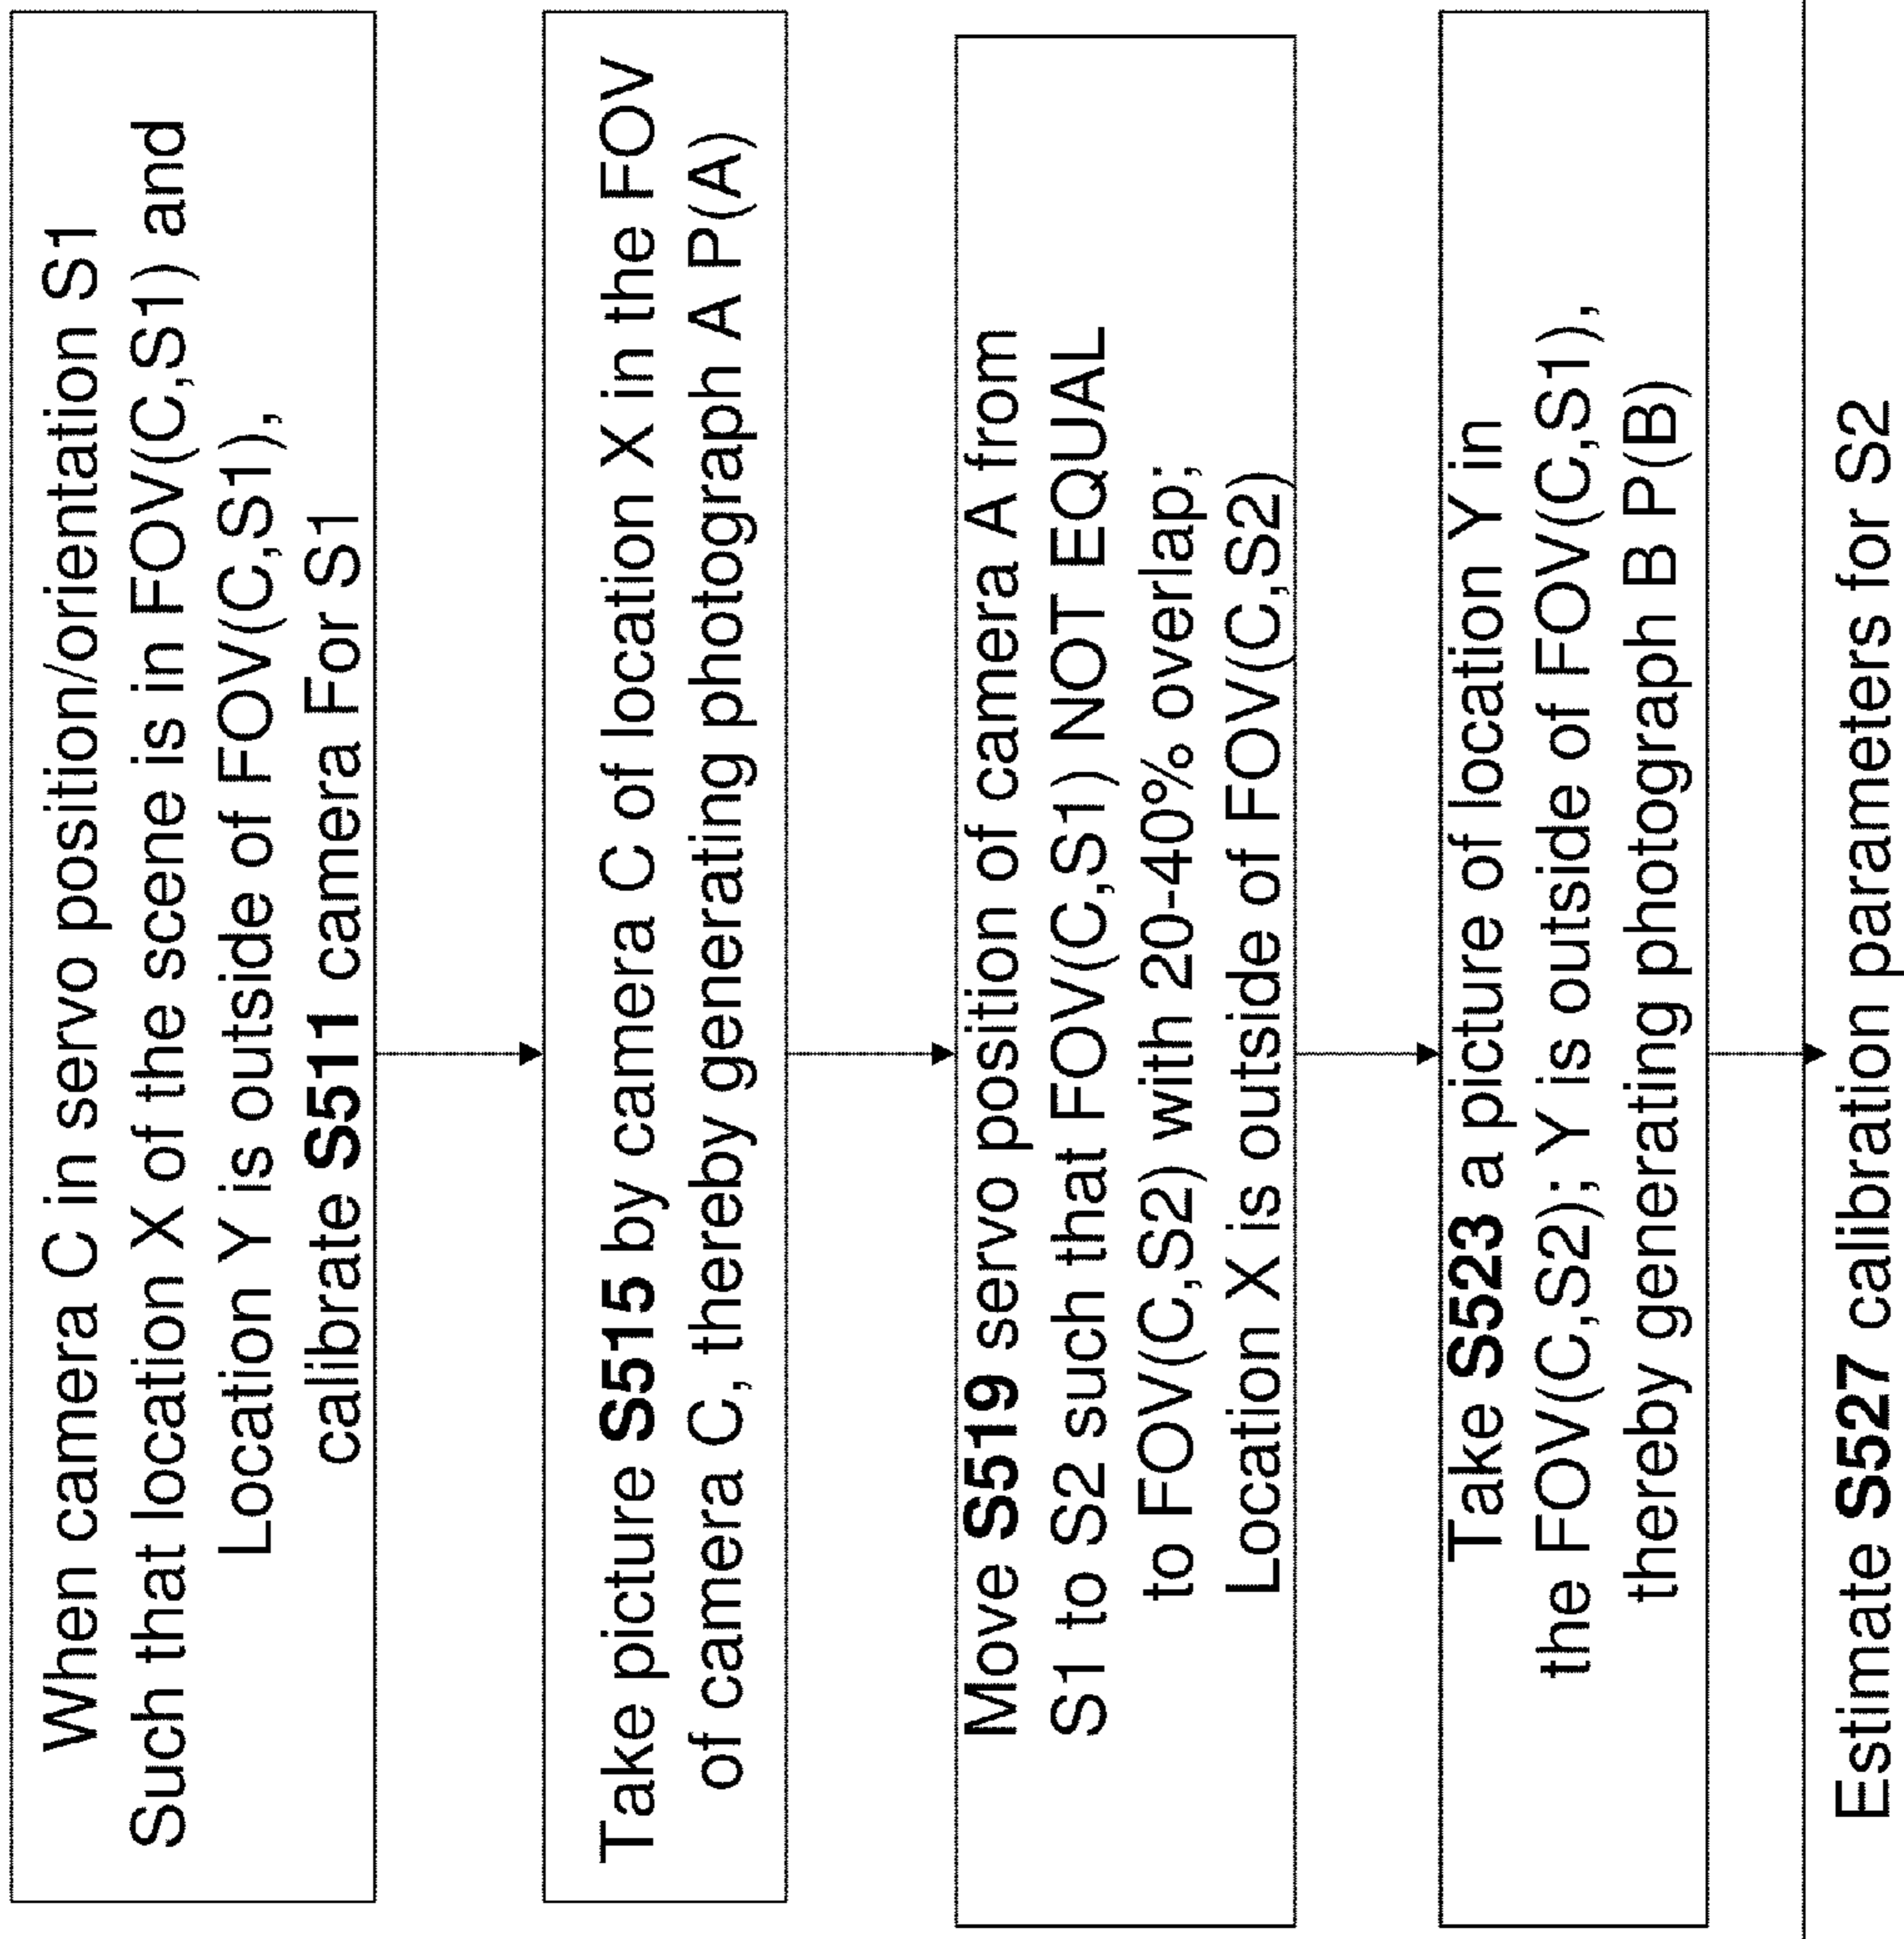 When camera C in servo position/orientation S1
Such that location X of the scene is in FOV(C,S1) and
Location Y is outside of FOV(C,S1),
calibrate S511 camera For S1
Take picture S515 by camera C of location X in the FOV
of camera C, thereby generating photograph A P(A)
Move S519 servo position of camera A from
S1 to S2 such that FOV(C,S1) NOT EQUAL
to FOV(C,S2) with 20-40% overlap;
Location X is outside of FOV(C,S2)
Take S523 a picture of location Y in
the FOV(C,S2); Y is outside of FOV(C,S1),
thereby generating photograph B P(B)
Estimate S527 calibration parameters for S2